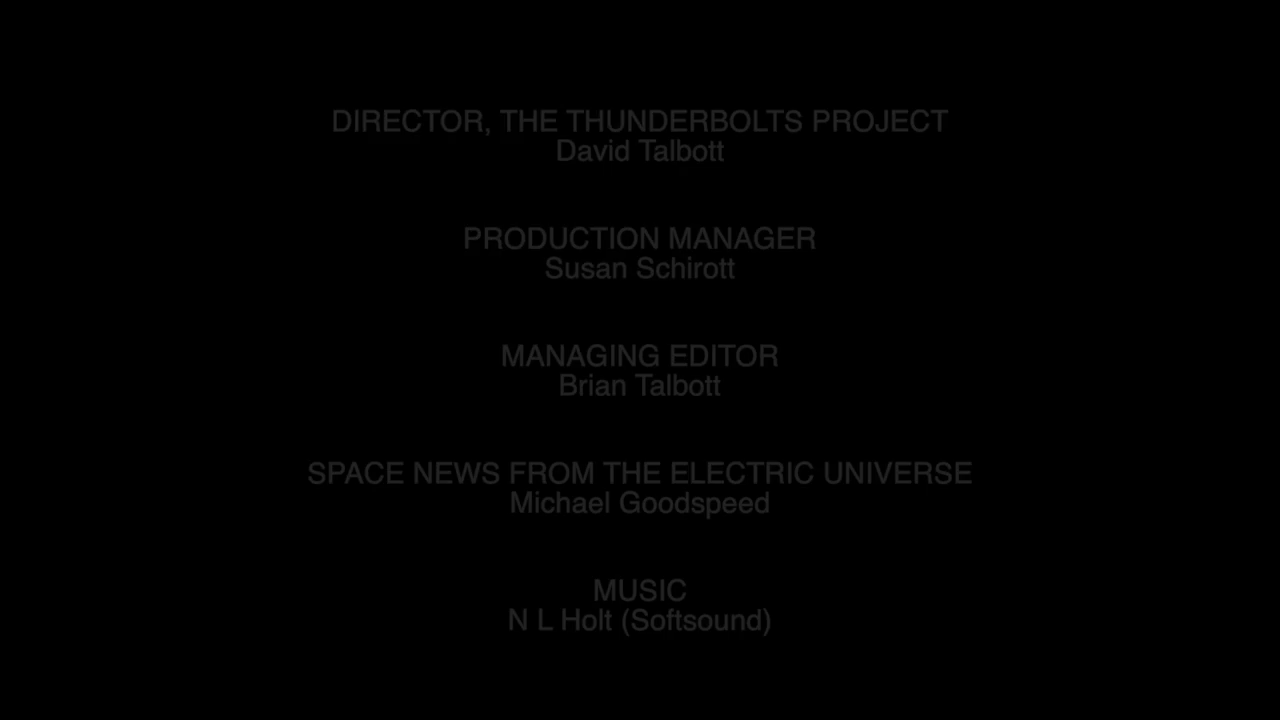 DIRECTOR, THE THUNDERBOLTS PROJECT
David Talbott
PRODUCTION MANAGER
Susan Schirott
MANAGING EDITOR
Brian Talbott
SPACE NEWS FROM THE ELECTRIC UNIVERSE
Michael Goodspeed
MUSIC
N L Holt (Softsound)